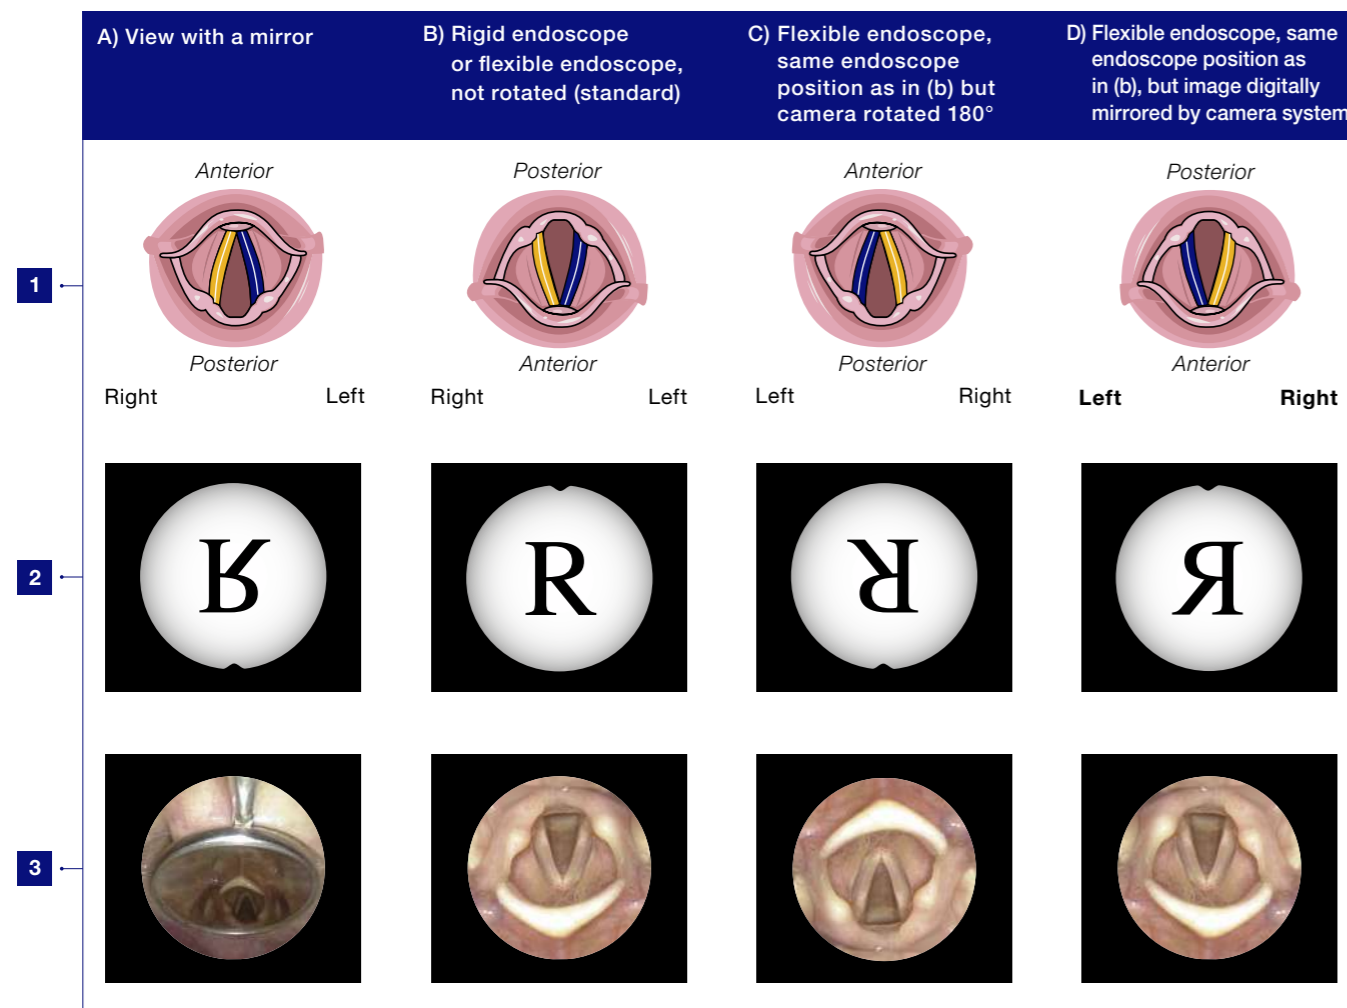 A) View with a mirror
B) Rigid endoscope
or flexible endoscope,
not rotated (standard)
C) Flexible endoscope,
same endoscope
position as in (b) but
camera rotated 180°
D) Flexible endoscope, same
endoscope position as
in (b), but image digitally
mirrored by camera system
1
Anterior
Posterior
Right
Left
Posterior
Anterior
Right
Left
Anterior
Posterior
Left
Right
Posterior
Anterior
Left
Right
2
R
R
R
R
3